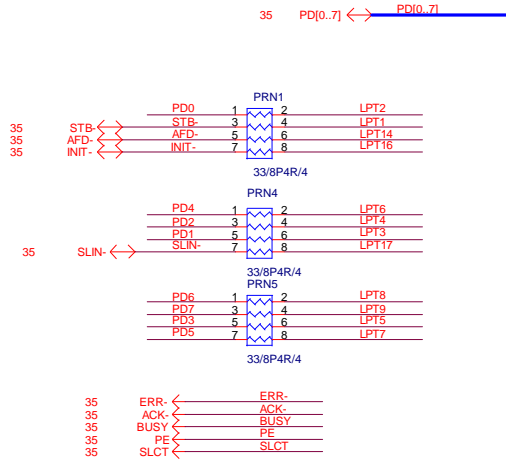 35 PD[0..7] PD[0..7]
PRN1
PD0 1 2 LPT2
35 STB- STB- 3 4 LPT1
35 AFD- AFD- 5 6 LPT14
35 INIT- INIT- 7 8 LPT16
33/8P4R/4
PRN4
PD4 1 2 LPT6
PD2 3 4 LPT4
PD1 5 6 LPT3
35 SLIN- SLIN- 7 8 LPT17
33/8P4R/4
PRN5
PD6 1 2 LPT8
PD7 3 4 LPT9
PD3 5 6 LPT5
PD5 7 8 LPT7
33/8P4R/4
35 ERR- ERR-
35 ACK- ACK-
35 BUSY BUSY
35 PE PE
35 SLCT SLCT